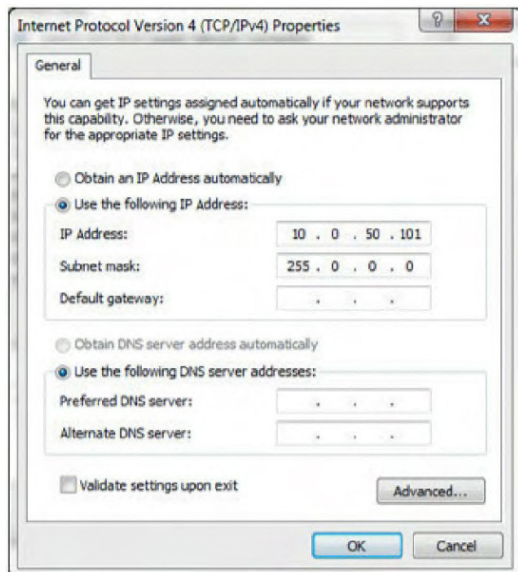 Internet Protocol Version 4 (TCP/IPv4) Properties
General
You can get IP settings assigned automatically if your network supports
this capability. Otherwise, you need to ask your network administrator
for the appropriate IP settings.
Obtain an IP Address automatically
Use the following IP Address:
IP Address: 10 . 0 . 50 . 101
Subnet mask: 255 . 0 . 0 . 0
Default gateway: . . .
Obtain DNS server address automatically
Use the following DNS server addresses:
Preferred DNS server: . . .
Alternate DNS server: . . .
Validate settings upon exit
Advanced...
OK Cancel